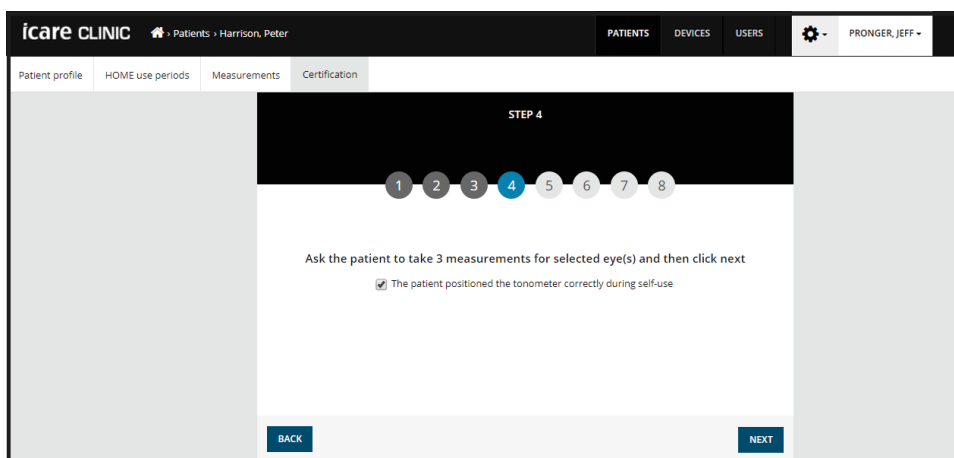 icare CLINIC › Patients › Harrison, Peter PATIENTS DEVICES USERS PRONGER, JEFF
Patient profile HOME use periods Measurements Certification
STEP 4
1 2 3 4 5 6 7 8
Ask the patient to take 3 measurements for selected eye(s) and then click next
The patient positioned the tonometer correctly during self-use
BACK NEXT